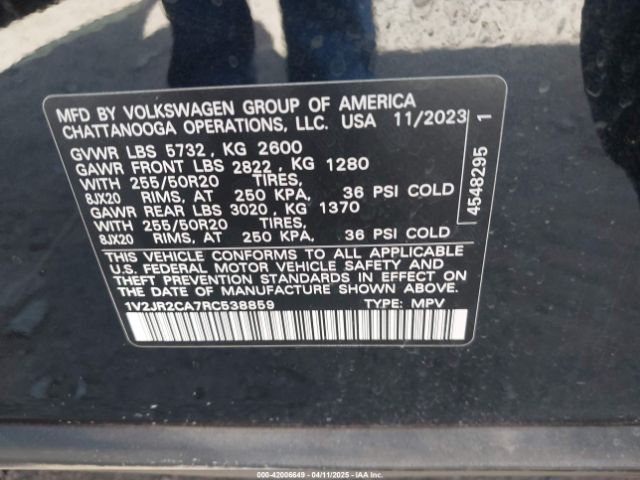 MFD BY VOLKSWAGEN GROUP OF AMERICA
CHATTANOOGA OPERATIONS, LLC. USA 11/2023
GVWR LBS 5732 , KG 2600
GAWR FRONT LBS 2822 , KG 1280
WITH 255/50R20 TIRES,
8JX20 RIMS, AT 250 KPA, 36 PSI COLD
GAWR REAR LBS 3020 , KG 1370
WITH 255/50R20 TIRES,
8JX20 RIMS, AT 250 KPA, 36 PSI COLD
THIS VEHICLE CONFORMS TO ALL APPLICABLE
U.S. FEDERAL MOTOR VEHICLE SAFETY AND
THEFT PREVENTION STANDARDS IN EFFECT ON
THE DATE OF MANUFACTURE SHOWN ABOVE.
1V2JR2CA7RC538859 TYPE: MPV
4548295 1
000-42006649 - 04/11/2025 - COPYRIGHT IAA, LLC.